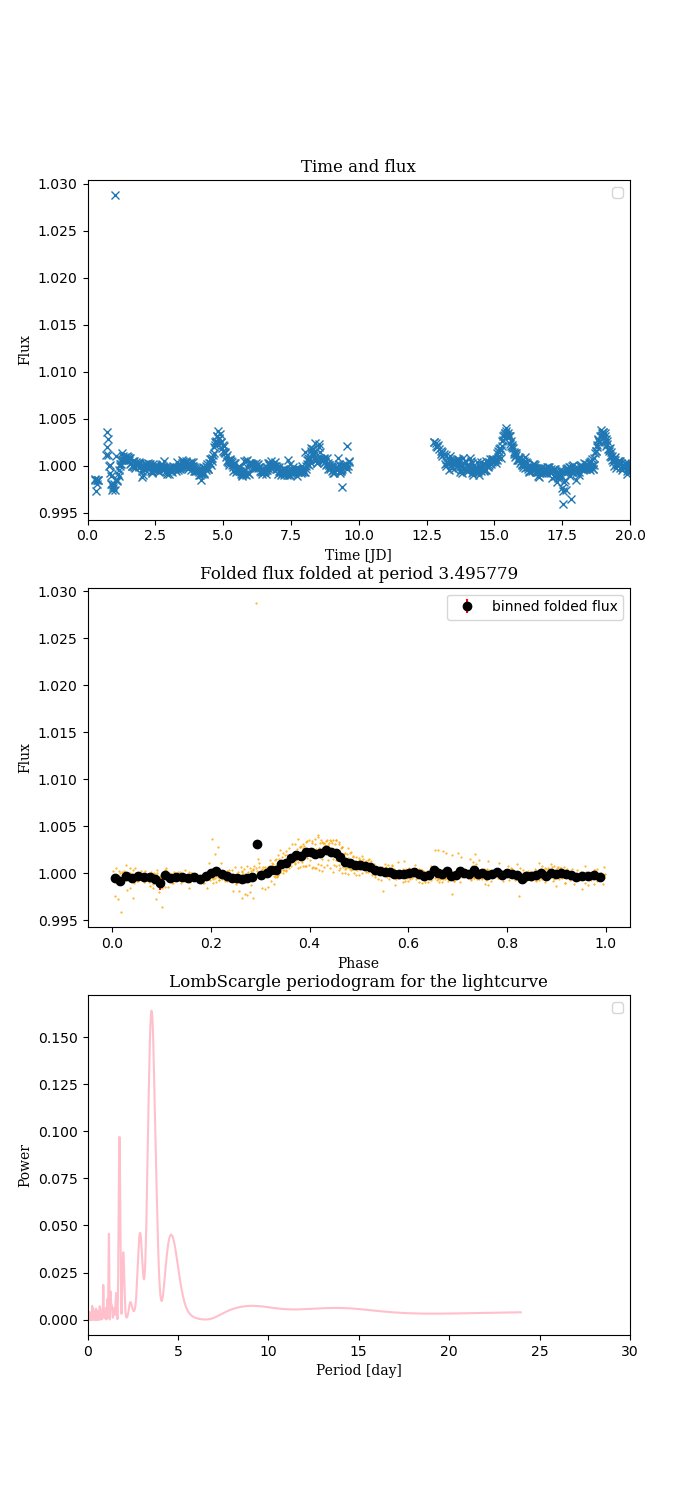 Time and flux
1.030
1.025
1.020
1.015
1.010
1.005
1.000
0.995
Flux
0.0 2.5 5.0 7.5 10.0 12.5 15.0 17.5 20.0
Time [JD]
Folded flux folded at period 3.495779
binned folded flux
1.030
1.025
1.020
1.015
1.010
1.005
1.000
0.995
Flux
0.0 0.2 0.4 0.6 0.8 1.0
Phase
LombScargle periodogram for the lightcurve
0.150
0.125
0.100
0.075
0.050
0.025
0.000
Power
0 5 10 15 20 25 30
Period [day]